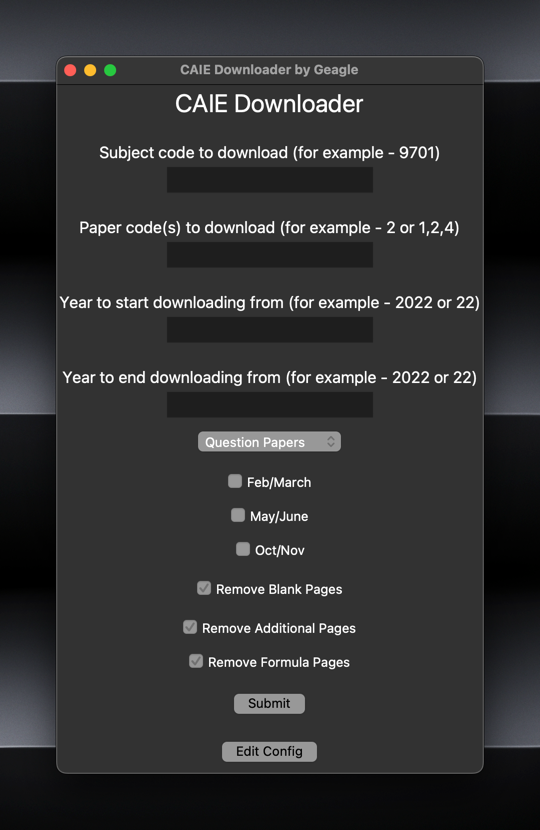 CAIE Downloader by Geagle
CAIE Downloader
Subject code to download (for example - 9701)
Paper code(s) to download (for example - 2 or 1,2,4)
Year to start downloading from (for example - 2022 or 22)
Year to end downloading from (for example - 2022 or 22)
Question Papers
Feb/March
May/June
Oct/Nov
Remove Blank Pages
Remove Additional Pages
Remove Formula Pages
Submit
Edit Config